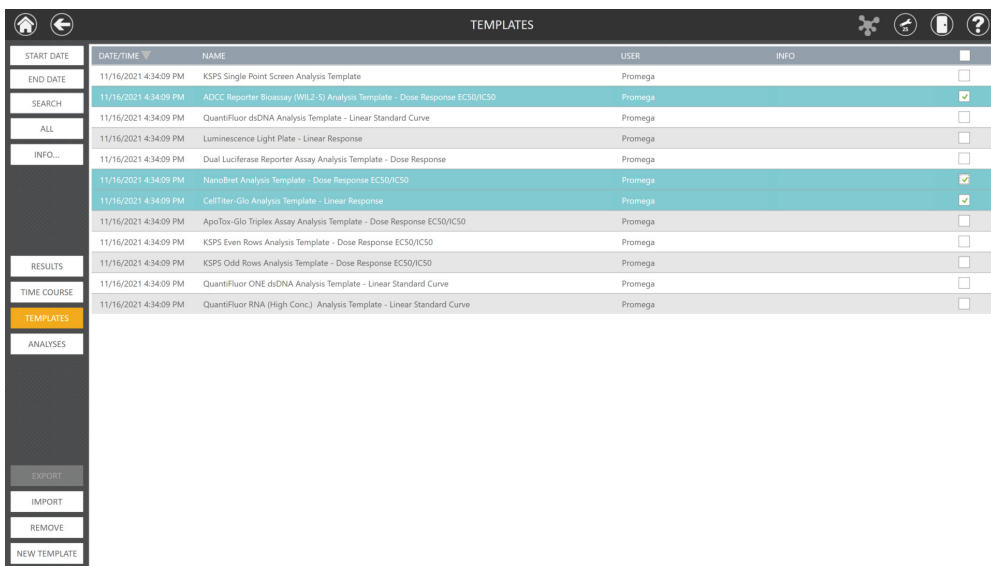 TEMPLATES
25
?
START DATE
END DATE
SEARCH
ALL
INFO...
RESULTS
TIME COURSE
TEMPLATES
ANALYSES
EXPORT
IMPORT
REMOVE
NEW TEMPLATE
DATE/TIME NAME USER INFO
11/16/2021 4:34:09 PM KSPS Single Point Screen Analysis Template Promega
11/16/2021 4:34:09 PM ADCC Reporter Bioassay (WIL2-S) Analysis Template - Dose Response EC50/IC50 Promega
11/16/2021 4:34:09 PM QuantiFluor dsDNA Analysis Template - Linear Standard Curve Promega
11/16/2021 4:34:09 PM Luminescence Light Plate - Linear Response Promega
11/16/2021 4:34:09 PM Dual Luciferase Reporter Assay Analysis Template - Dose Response Promega
11/16/2021 4:34:09 PM NanoBret Analysis Template - Dose Response EC50/IC50 Promega
11/16/2021 4:34:09 PM CellTiter-Glo Analysis Template - Linear Response Promega
11/16/2021 4:34:09 PM ApoTox-Glo Triplex Assay Analysis Template - Dose Response EC50/IC50 Promega
11/16/2021 4:34:09 PM KSPS Even Rows Analysis Template - Dose Response EC50/IC50 Promega
11/16/2021 4:34:09 PM KSPS Odd Rows Analysis Template - Dose Response EC50/IC50 Promega
11/16/2021 4:34:09 PM QuantiFluor ONE dsDNA Analysis Template - Linear Standard Curve Promega
11/16/2021 4:34:09 PM QuantiFluor RNA (High Conc.) Analysis Template - Linear Standard Curve Promega